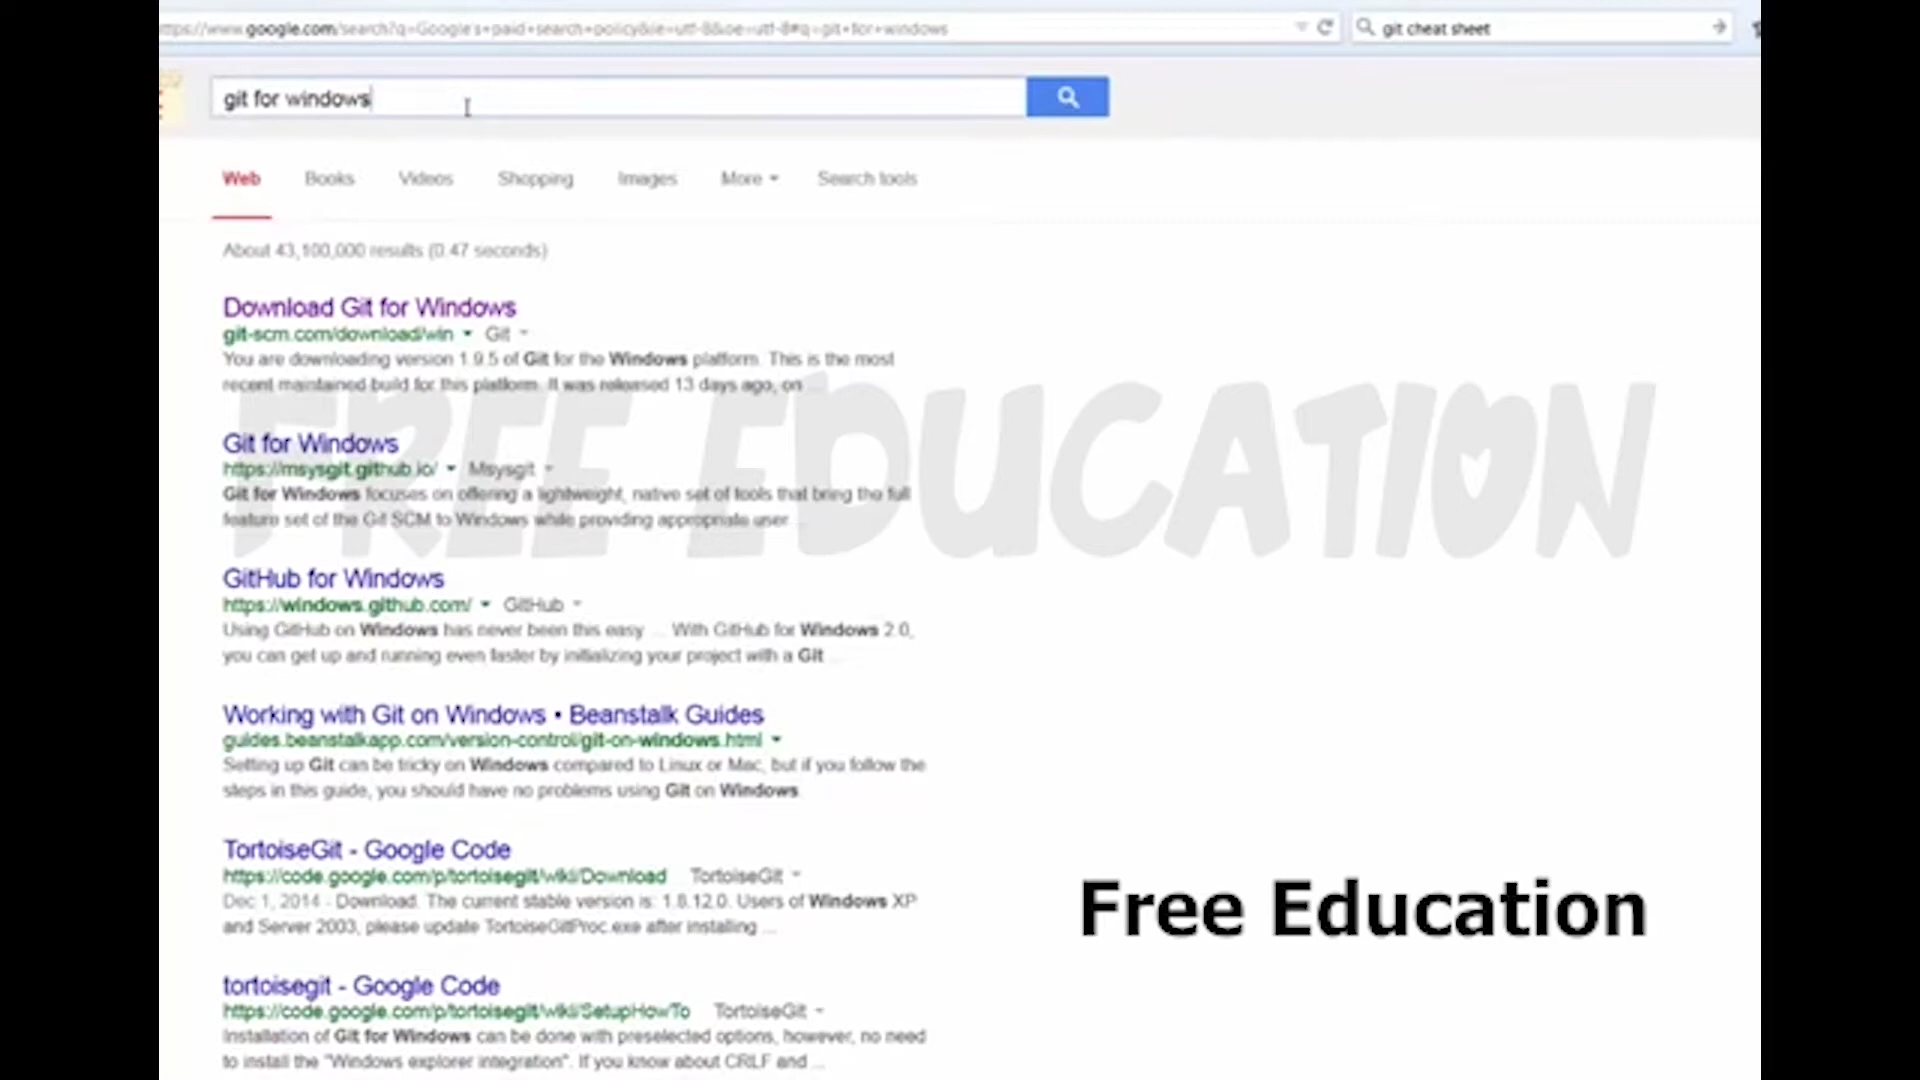 https://www.google.com/search?q=Google's+paid+search+policy&ie=utf-8&oe=utf-8#q=git+for+windows
git cheat sheet
git for windows
Web Books Videos Shopping Images More Search tools
About 43,100,000 results (0.47 seconds)
Download Git for Windows
git-scm.com/download/win Git
You are downloading version 1.9.5 of Git for the Windows platform. This is the most
recent maintained build for this platform. It was released 13 days ago, on ...
FREE EDUCATION
Git for Windows
https://msysgit.github.io/ Msysgit
Git for Windows focuses on offering a lightweight, native set of tools that bring the full
feature set of the Git SCM to Windows while providing appropriate user ...
GitHub for Windows
https://windows.github.com/ GitHub
Using GitHub on Windows has never been this easy ... With GitHub for Windows 2.0,
you can get up and running even faster by initializing your project with a Git ...
Working with Git on Windows • Beanstalk Guides
guides.beanstalkapp.com/version-control/git-on-windows.html
Setting up Git can be tricky on Windows compared to Linux or Mac, but if you follow the
steps in this guide, you should have no problems using Git on Windows.
TortoiseGit - Google Code
https://code.google.com/p/tortoisegit/wiki/Download TortoiseGit
Dec 1, 2014 - Download. The current stable version is: 1.8.12.0. Users of Windows XP
and Server 2003, please update TortoiseGitProc.exe after installing ...
Free Education
tortoisegit - Google Code
https://code.google.com/p/tortoisegit/wiki/SetupHowTo TortoiseGit
Installation of Git for Windows can be done with preselected options, however, no need
to install the "Windows explorer integration". If you know about CRLF and ...